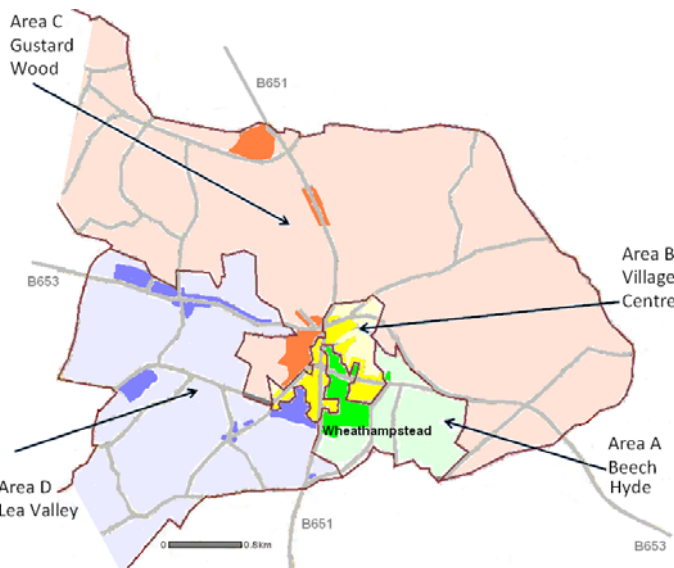 Area C
Gustard
Wood
B651
Area B
Village
Centre
B653
Wheathampstead
Area A
Beech
Hyde
Area D
Lea Valley
B651
0 0.8km
B653